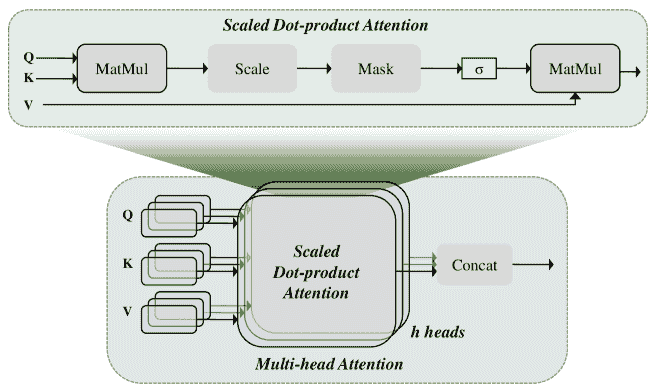 Scaled Dot-product Attention
Q
K
V
MatMul
Scale
Mask
σ
MatMul
Q
K
V
Scaled
Dot-product
Attention
Concat
h heads
Multi-head Attention